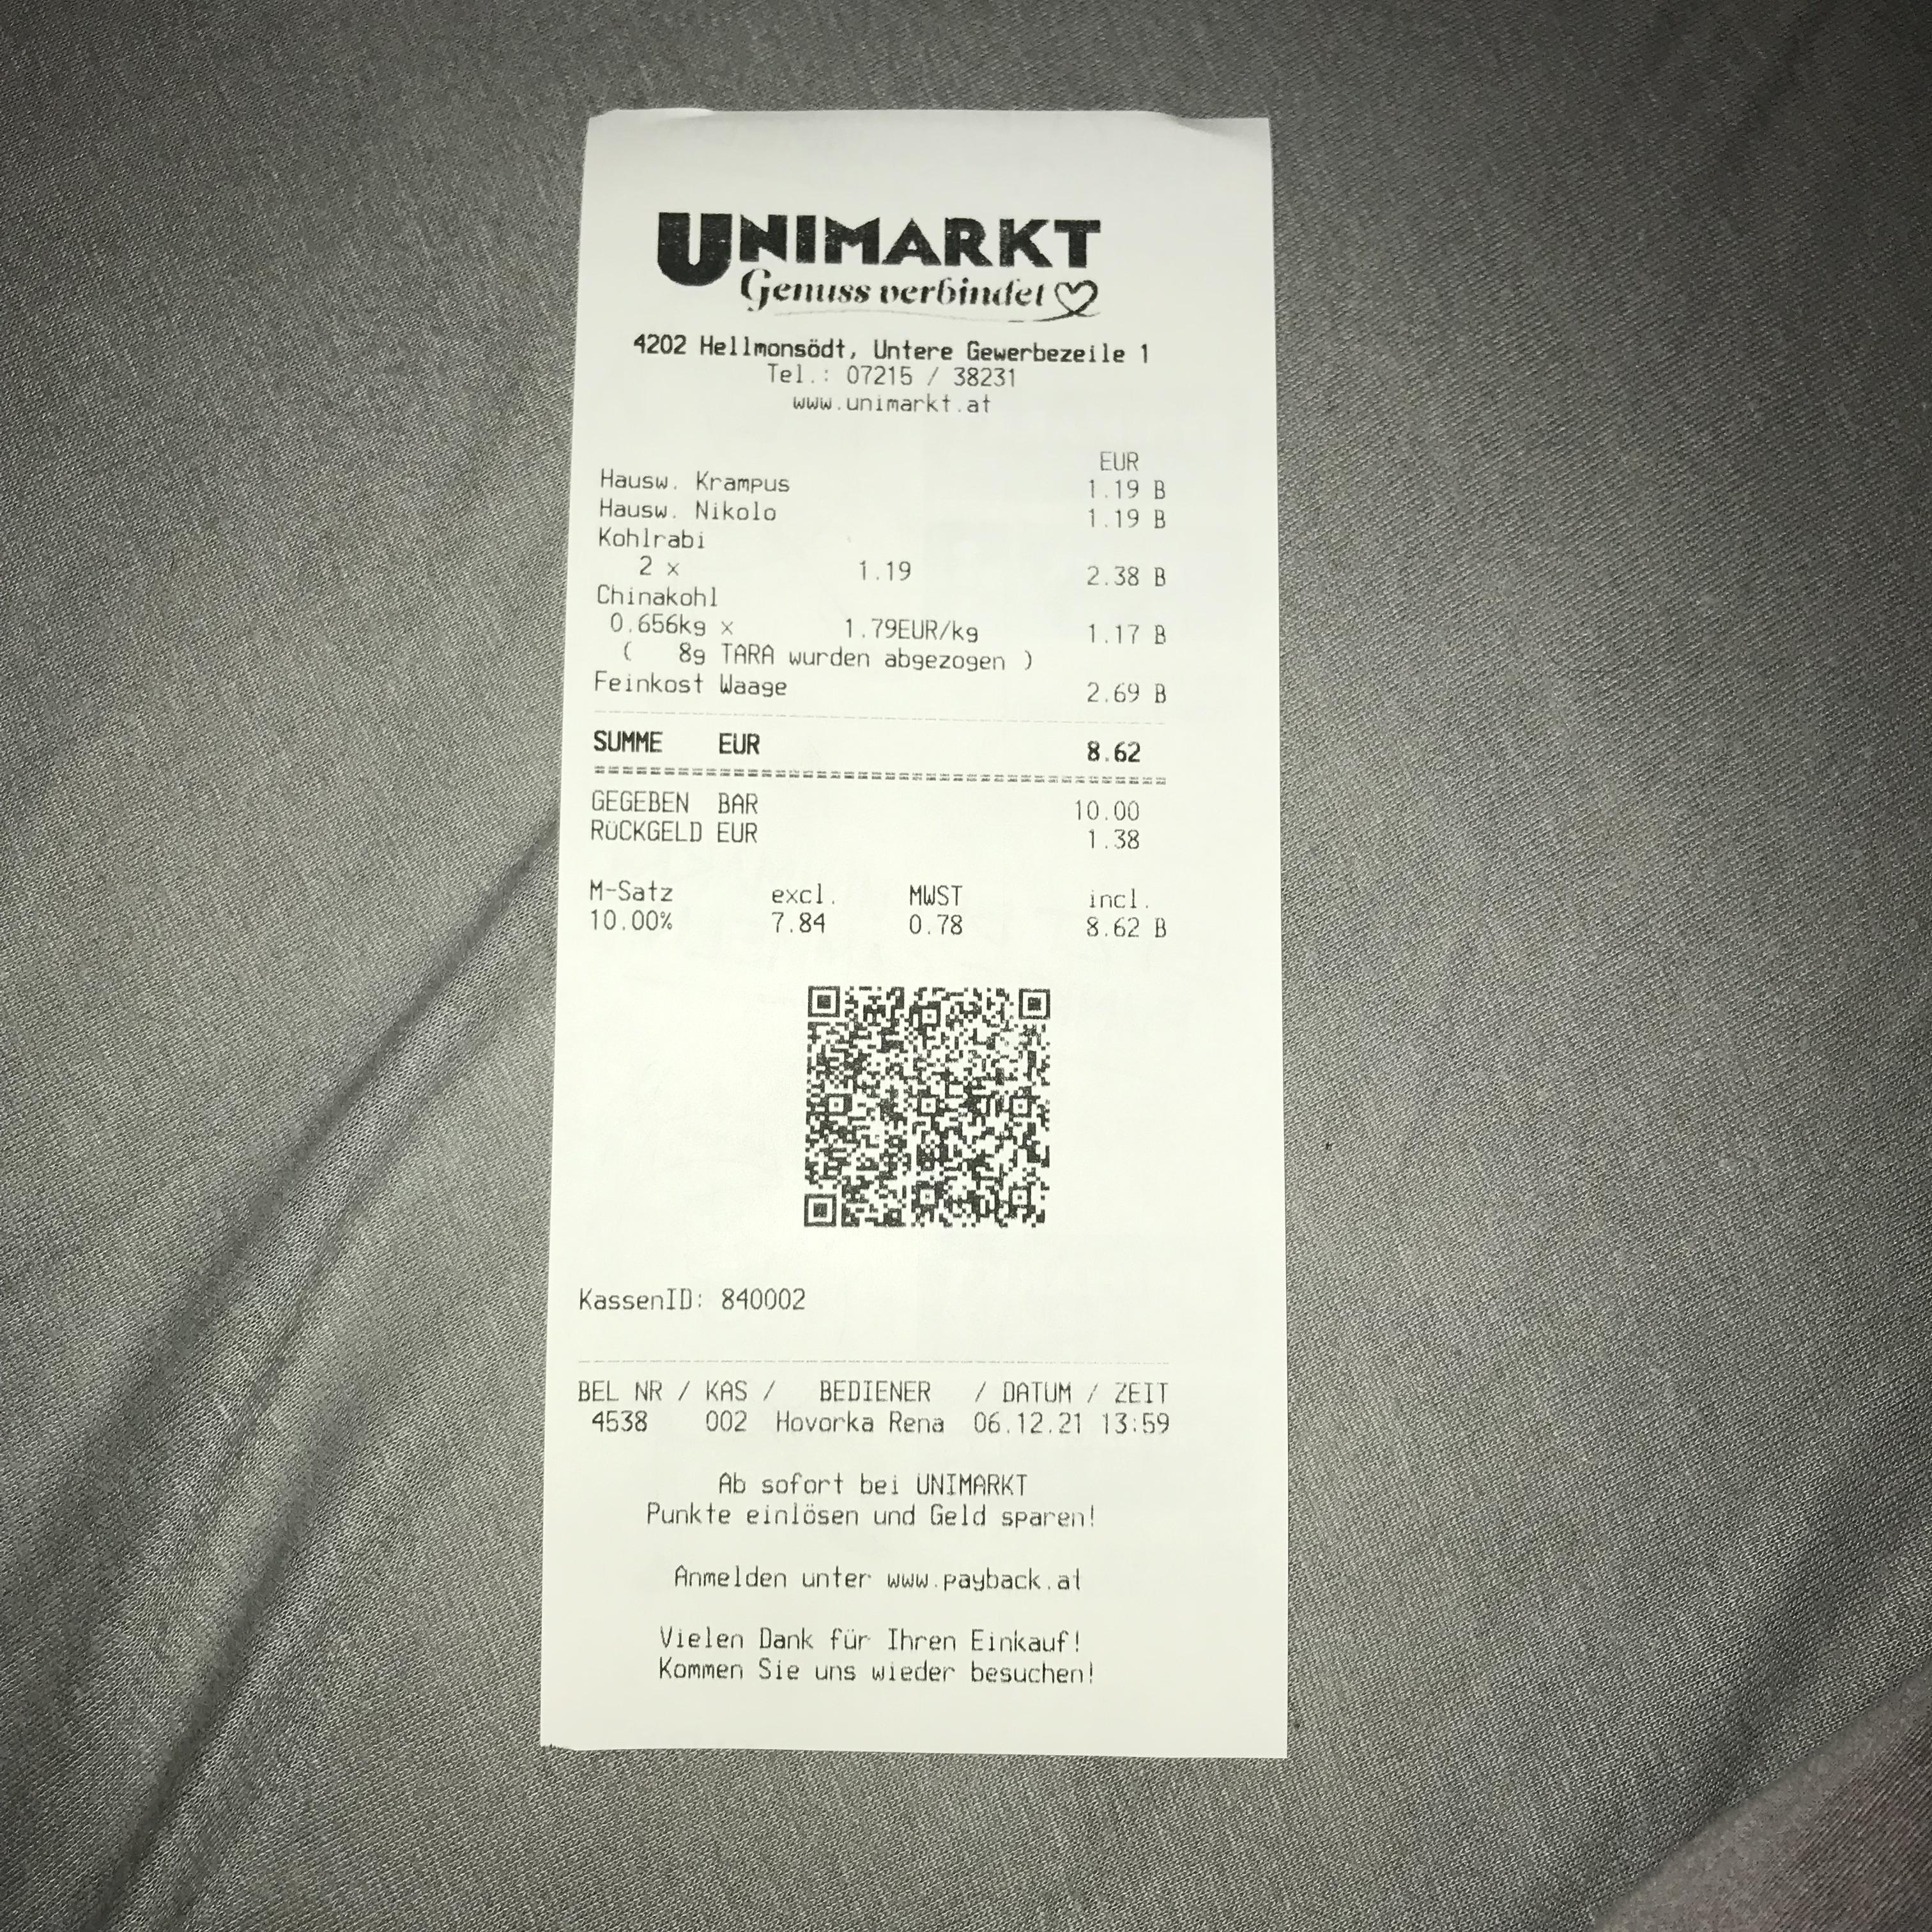 UNIMARKT
Genuss verbindet
4202 Hellmonsödt, Untere Gewerbezeile 1
Tel.: 07215 / 38231
www.unimarkt.at
EUR
Hausw. Krampus 1.19 B
Hausw. Nikolo 1.19 B
Kohlrabi
2 x 1.19 2.38 B
Chinakohl
0.656kg x 1.79EUR/kg 1.17 B
( 8g TARA wurden abgezogen )
Feinkost Waage 2.69 B
SUMME EUR 8.62
GEGEBEN BAR 10.00
RÜCKGELD EUR 1.38
M-Satz excl. MWST incl.
10.00% 7.84 0.78 8.62 B
KassenID: 840002
BEL NR / KAS / BEDIENER / DATUM / ZEIT
4538 002 Hovorka Rena 06.12.21 13:59
Ab sofort bei UNIMARKT
Punkte einlösen und Geld sparen!
Anmelden unter www.payback.at
Vielen Dank für Ihren Einkauf!
Kommen Sie uns wieder besuchen!